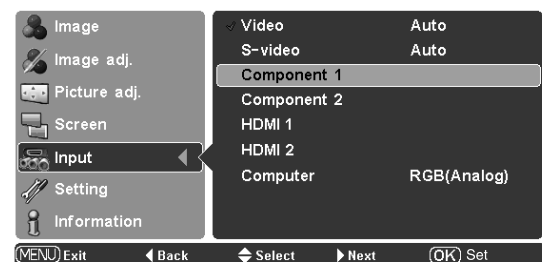 Image
Image adj.
Picture adj.
Screen
Input
Setting
Information
Video Auto
S-video Auto
Component 1
Component 2
HDMI 1
HDMI 2
Computer RGB(Analog)
MENU Exit Back Select Next OK Set